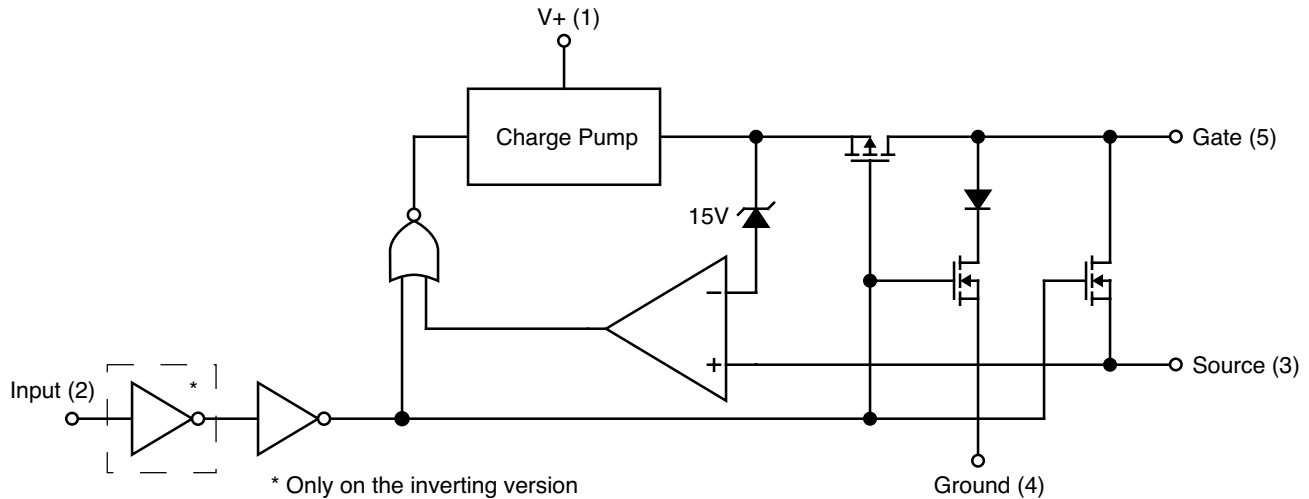 V+ (1)
Charge Pump
Gate (5)
15V
−
+
Source (3)
Input (2)
*
* Only on the inverting version
Ground (4)